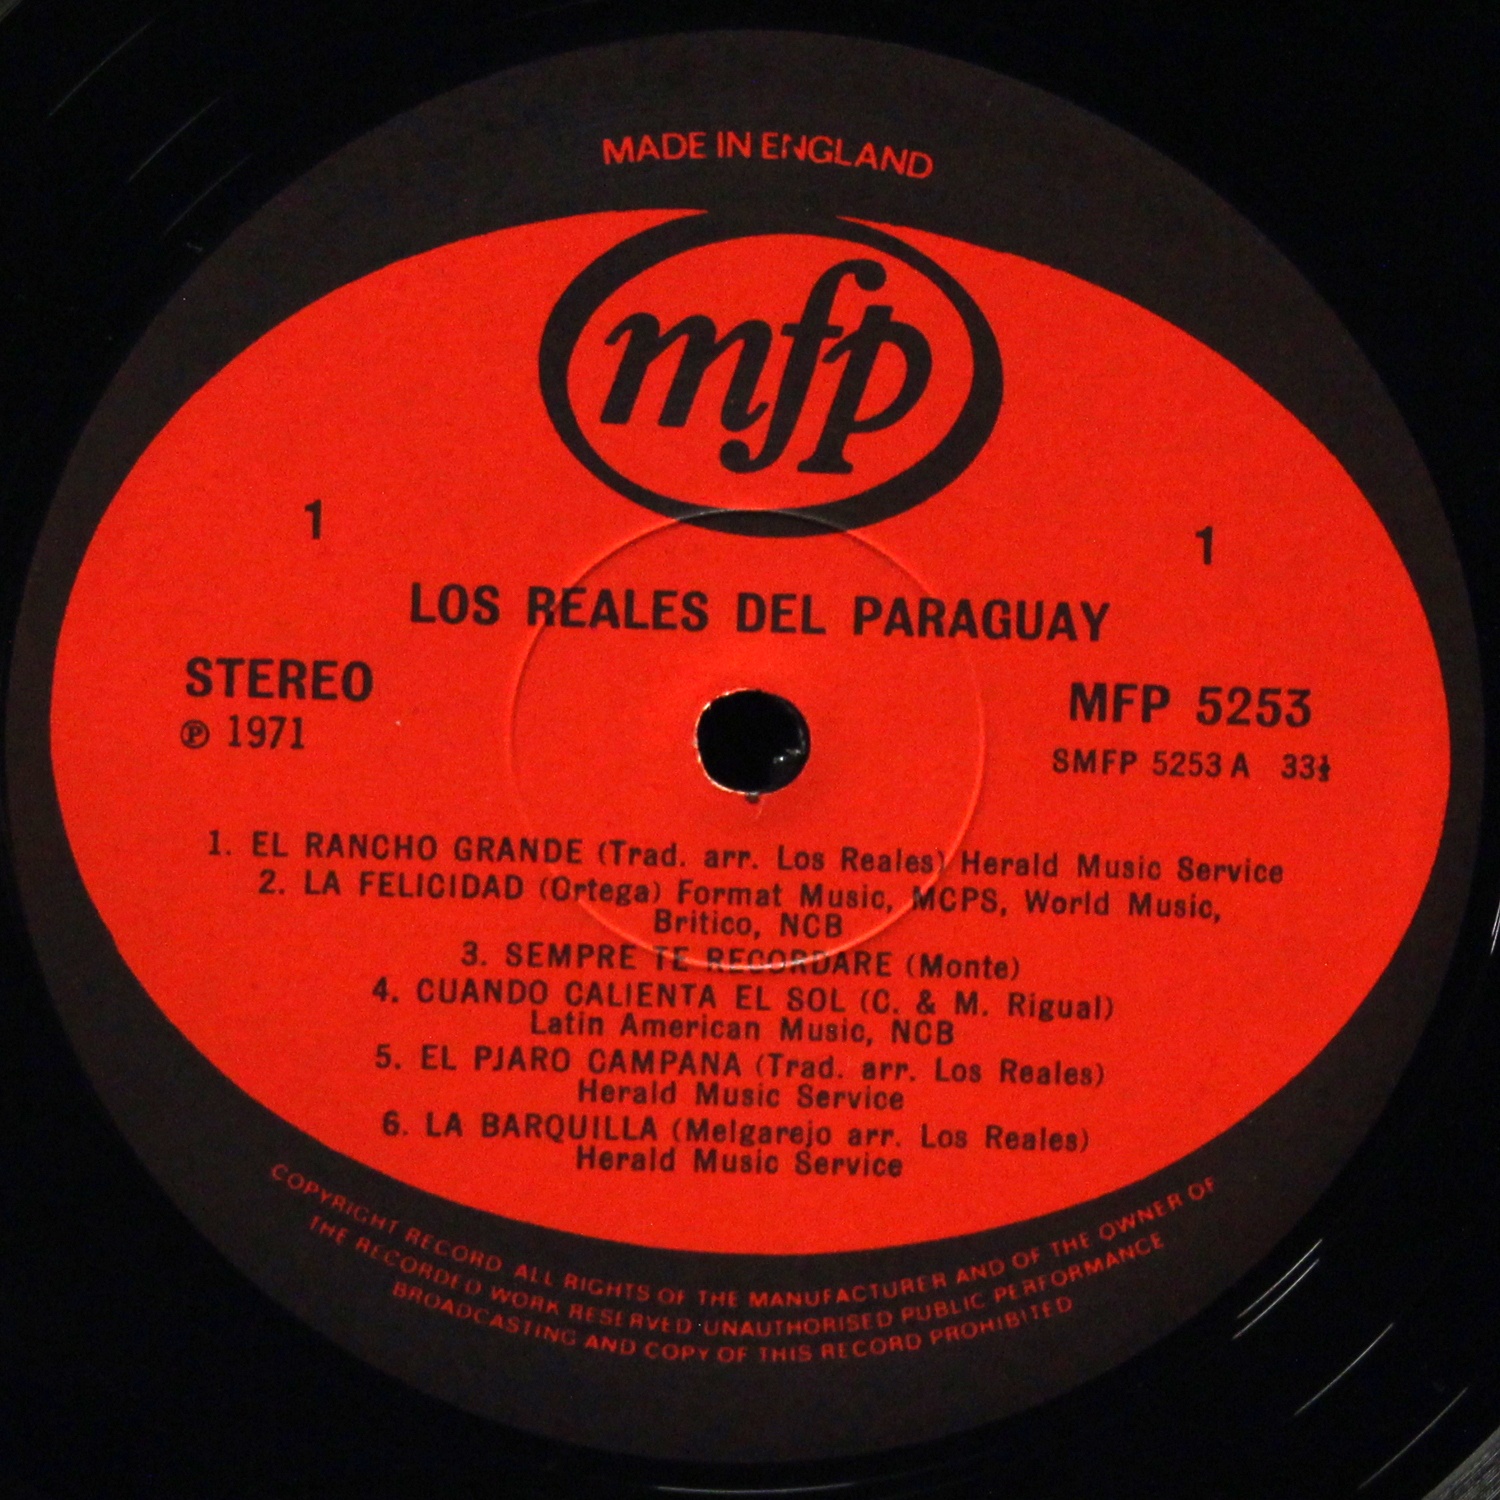 MADE IN ENGLAND
mfp
1 1
LOS REALES DEL PARAGUAY
STEREO MFP 5253
℗ 1971 SMFP 5253 A 33⅓
1. EL RANCHO GRANDE (Trad. arr. Los Reales) Herald Music Service
2. LA FELICIDAD (Ortega) Format Music, MCPS, World Music,
Britico, NCB
3. SEMPRE TE RECORDARE (Monte)
4. CUANDO CALIENTA EL SOL (C. & M. Rigual)
Latin American Music, NCB
5. EL PJARO CAMPANA (Trad. arr. Los Reales)
Herald Music Service
6. LA BARQUILLA (Melgarejo arr. Los Reales)
Herald Music Service
COPYRIGHT RECORD ALL RIGHTS OF THE MANUFACTURER AND OF THE OWNER OF
THE RECORDED WORK RESERVED UNAUTHORISED PUBLIC PERFORMANCE
BROADCASTING AND COPY OF THIS RECORD PROHIBITED